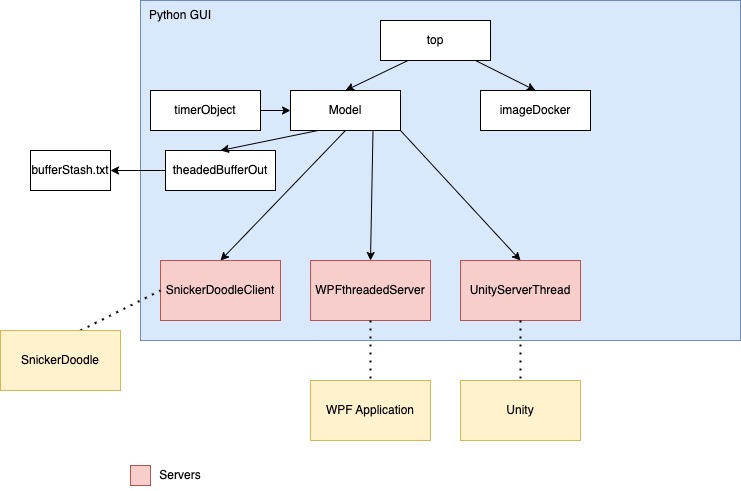 Python GUI
top
timerObject
Model
imageDocker
bufferStash.txt
theadedBufferOut
SnickerDoodleClient
WPFthreadedServer
UnityServerThread
SnickerDoodle
WPF Application
Unity
Servers